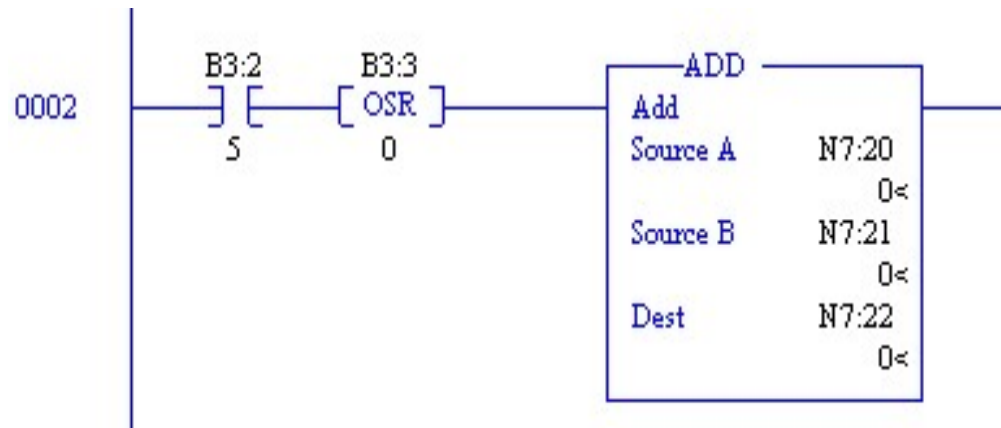 B3:2 B3:3 ADD
0002 OSR Add
5 0 Source A N7:20
0<
Source B N7:21
0<
Dest N7:22
0<